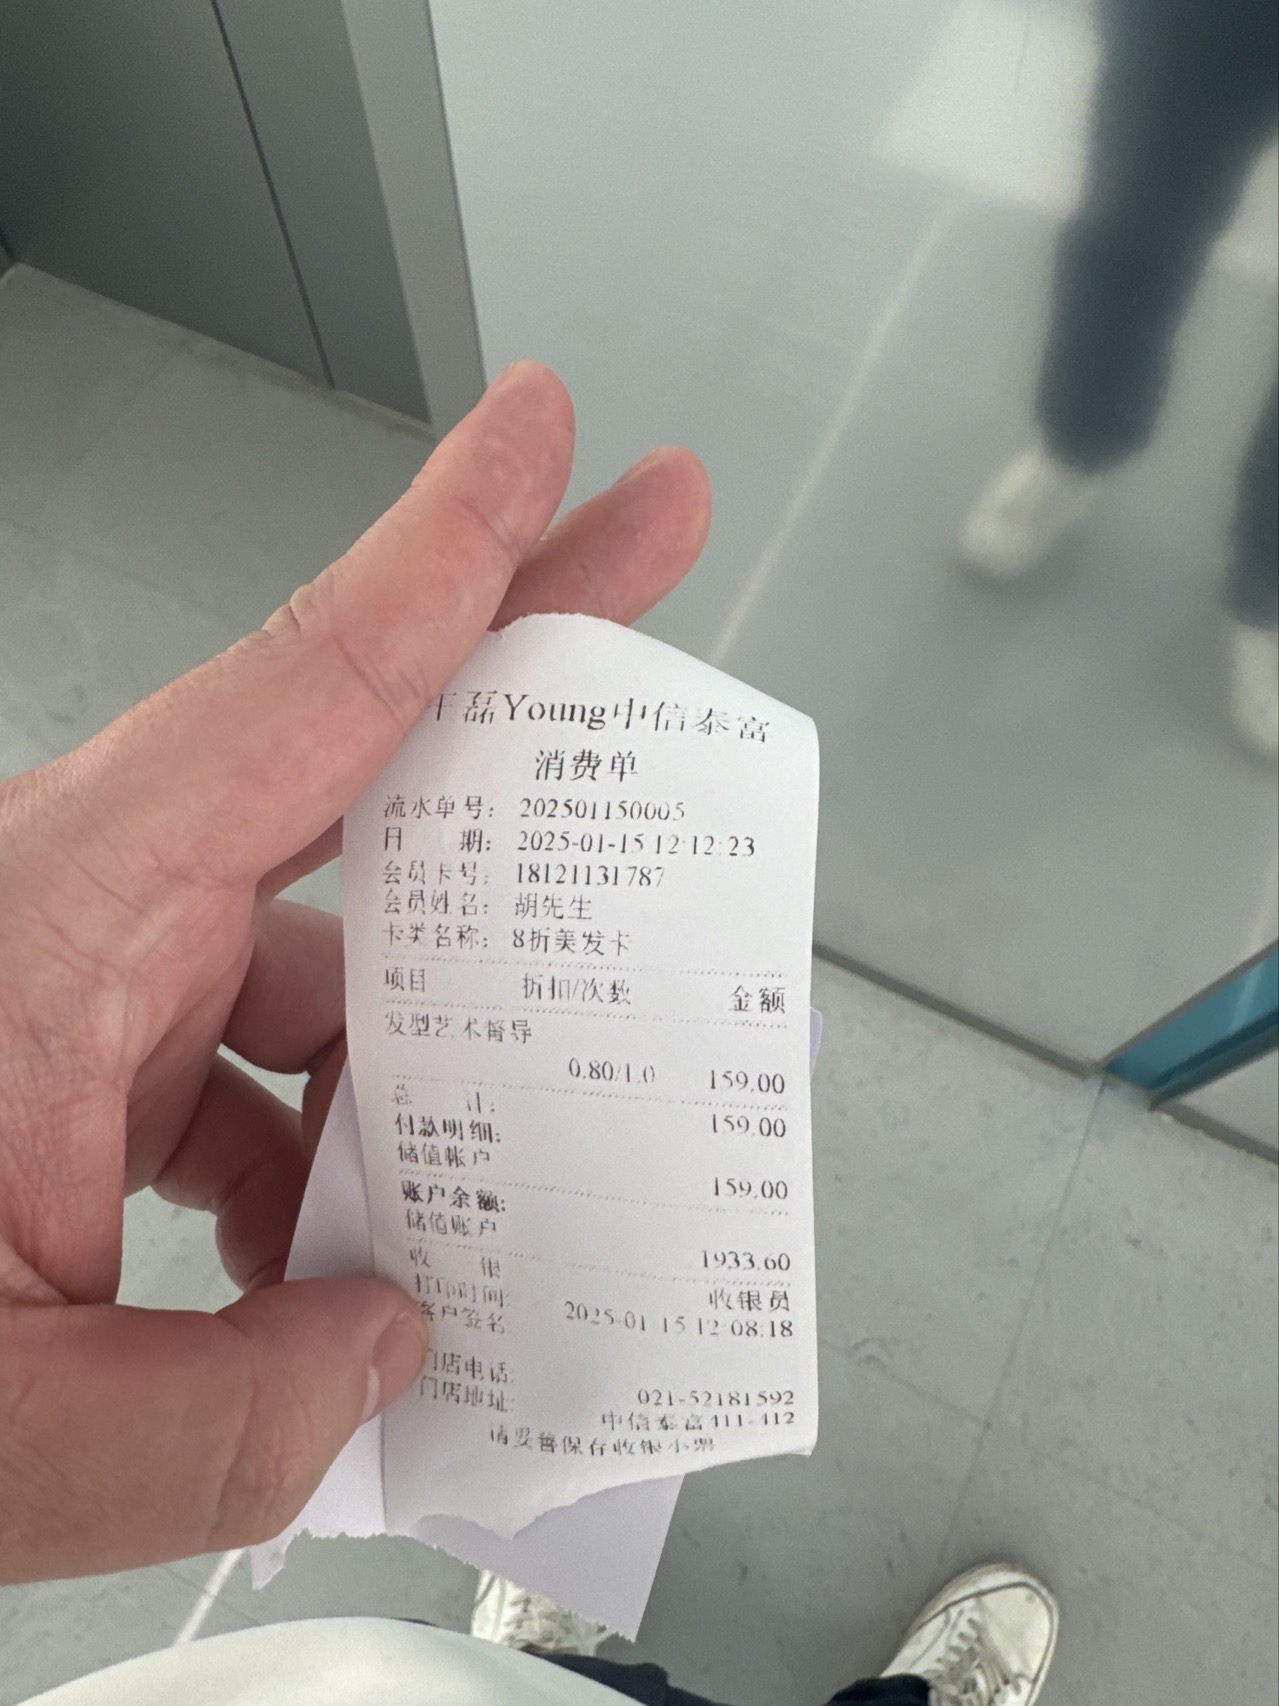 磊Young中信泰富
消费单
流水单号: 202501150005
日 期: 2025-01-15 12:12:23
会员卡号: 18121131787
会员姓名: 胡先生
卡类名称: 8折美发卡
项目 折扣/次数 金额
发型艺术督导
0.80/1.0 159.00
总 计: 159.00
付款明细:
储值帐户 159.00
账户余额:
储值账户 1933.60
收 银 收银员
打印时间: 2025-01-15 12:08:18
客户签名:
门店电话: 021-52181592
门店地址: 中信泰富411-412
请妥善保存收银小票